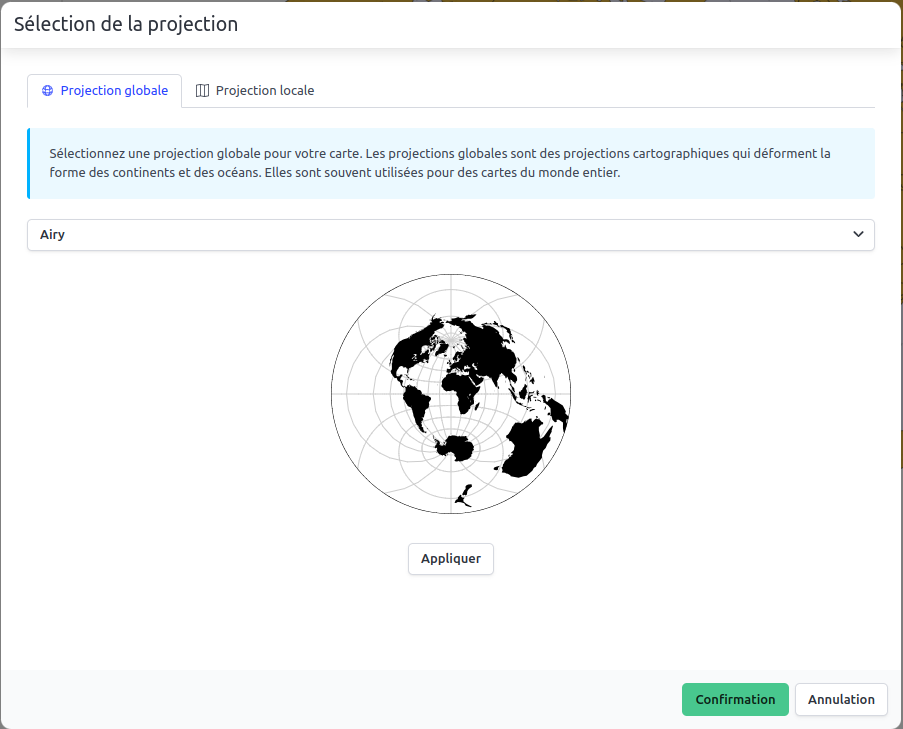 Sélection de la projection
Projection globale
Projection locale
Sélectionnez une projection globale pour votre carte. Les projections globales sont des projections cartographiques qui déforment la
forme des continents et des océans. Elles sont souvent utilisées pour des cartes du monde entier.
Airy
Appliquer
Confirmation
Annulation